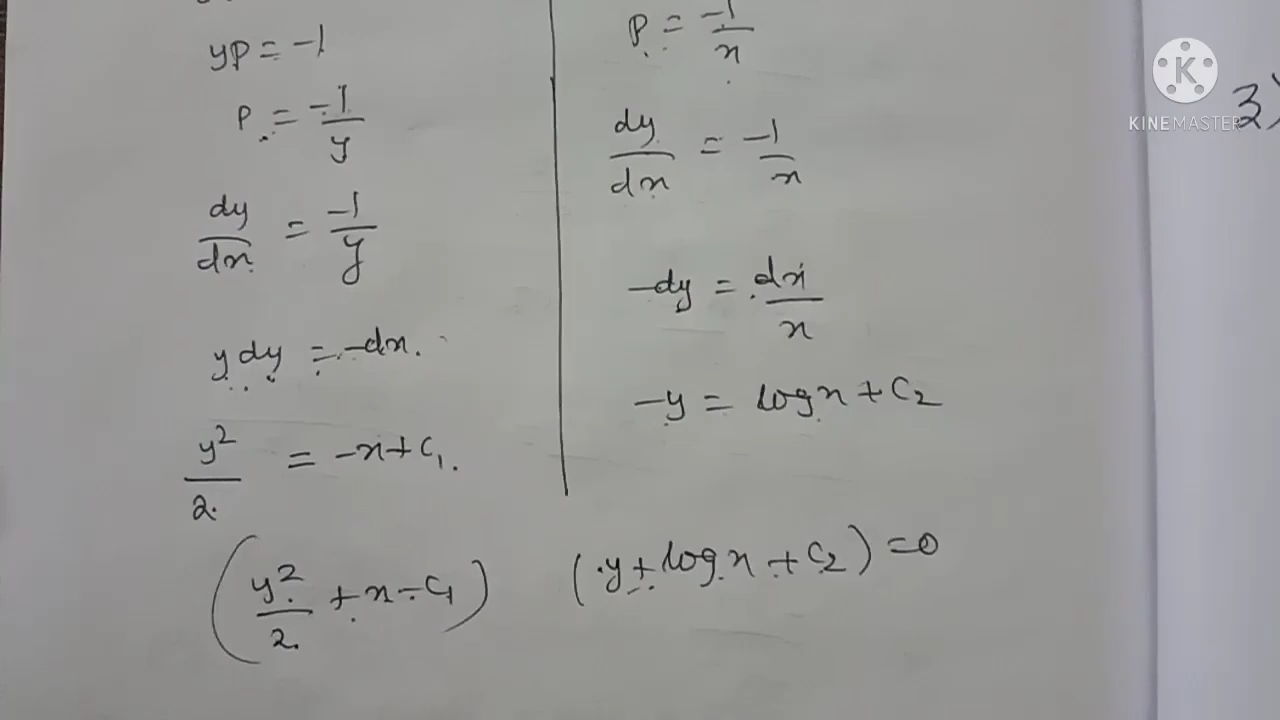 yp = -1
p = -1/y
dy/dx = -1/y
y dy = -dx.
y²/2. = -x + c₁.
p = -1/x
dy/dx = -1/x
-dy = dx/x
-y = log x + c₂
(y²/2. + x - c₁) (y + log x + c₂) = 0
K
KINEMASTER
3)